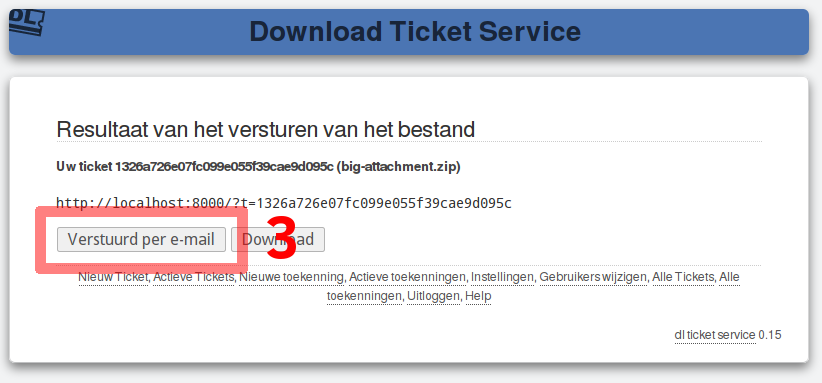 DL
Download Ticket Service
Resultaat van het versturen van het bestand
Uw ticket 1326a726e07fc099e055f39cae9d095c (big-attachment.zip)
http://localhost:8000/?t=1326a726e07fc099e055f39cae9d095c
Verstuurd per e-mail Download 3
Nieuw Ticket, Actieve Tickets, Nieuwe toekenning, Actieve toekenningen, Instellingen, Gebruikers wijzigen, Alle Tickets, Alle
toekenningen, Uitloggen, Help
dl ticket service 0.15